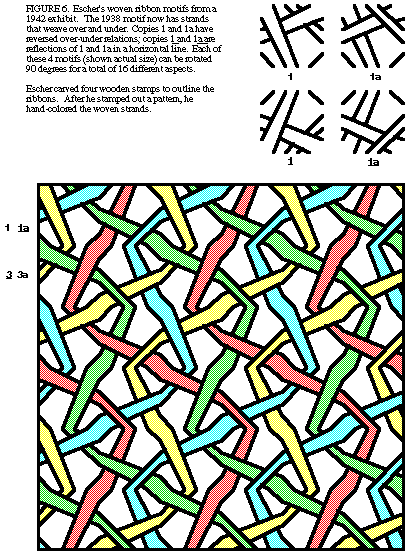 FIGURE 6. Escher's woven ribbon motifs from a
1942 exhibit. The 1938 motif now has strands
that weave over and under. Copies 1 and 1a have
reversed over-under relations; copies 1 and 1a are
reflections of 1 and 1a in a horizontal line. Each of
these 4 motifs (shown actual size) can be rotated
90 degrees for a total of 16 different aspects.
Escher carved four wooden stamps to outline the
ribbons. After he stamped out a pattern, he
hand-colored the woven strands.
1 1a
1 1a
1 1a
3 3a